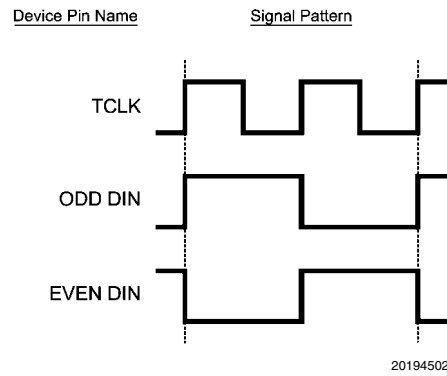 Device Pin Name Signal Pattern
TCLK
ODD DIN
EVEN DIN
20194502